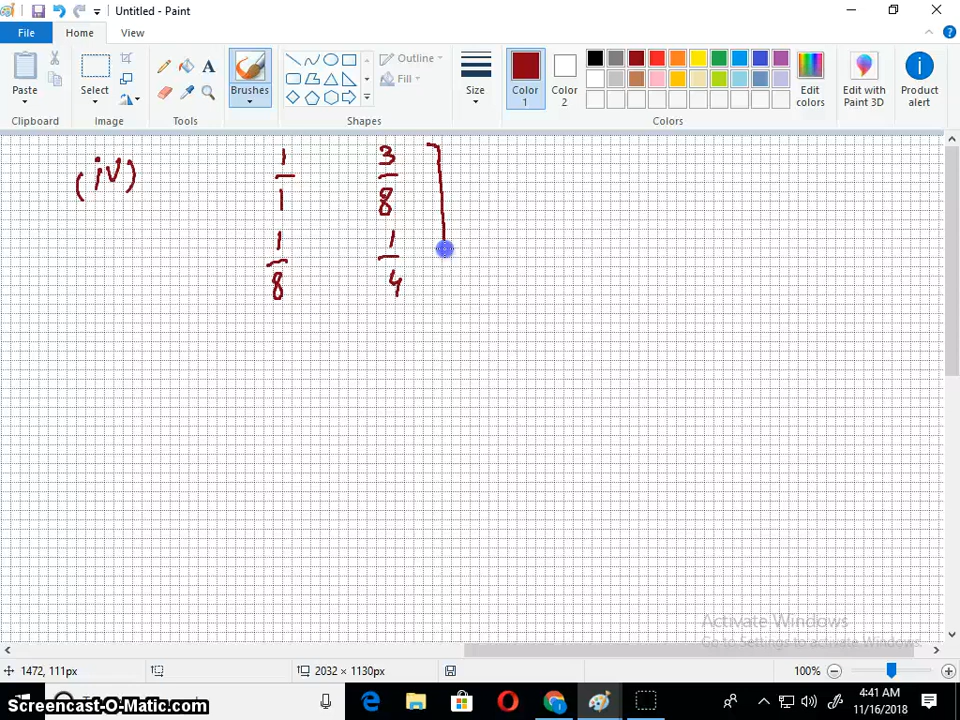 Untitled - Paint
File Home View
Paste Select Brushes Outline Fill Size Color 1 Color 2 Edit colors Edit with Paint 3D Product alert
Clipboard Image Tools Shapes Colors
(iv) 1/1 3/8
1/8 1/4
Activate Windows
Go to Settings to activate Windows.
1472, 111px 2032 × 1130px 100%
4:41 AM
11/16/2018
Screencast-O-Matic.com